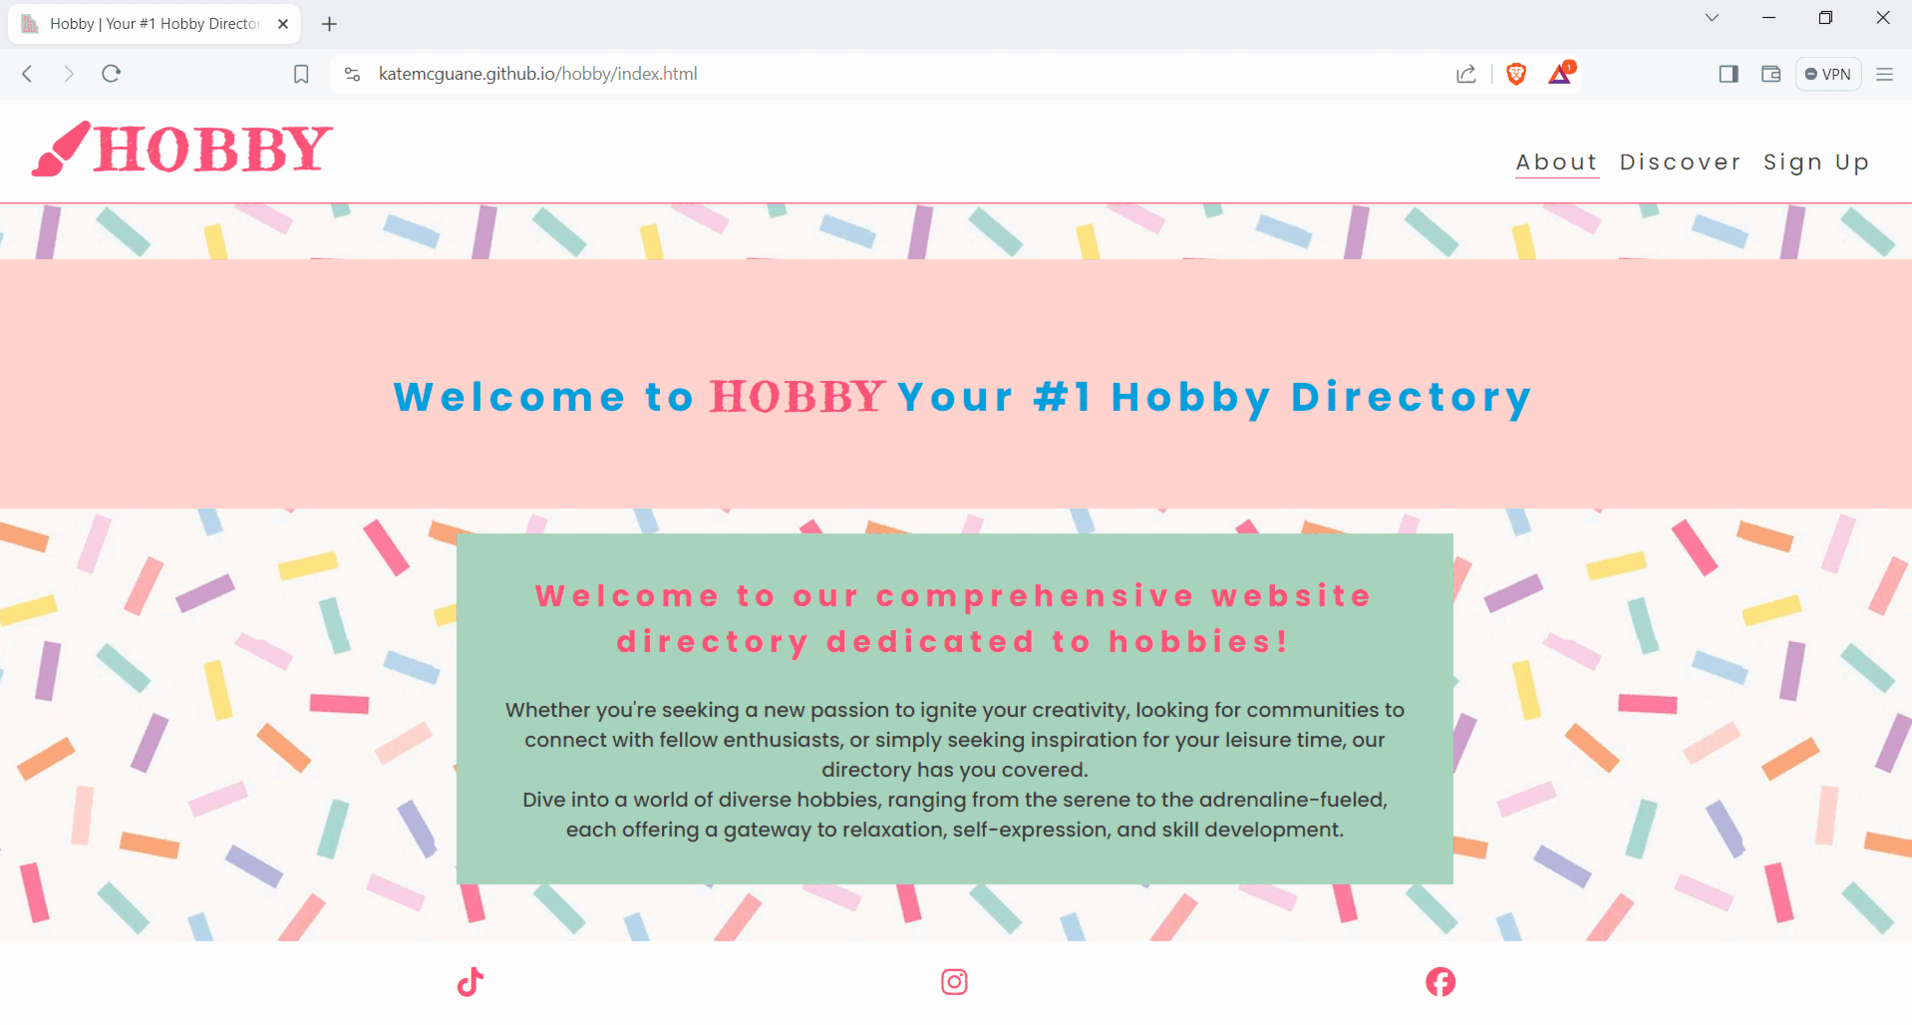 Hobby | Your #1 Hobby Director
katemcguane.github.io/hobby/index.html
1
VPN
HOBBY
About Discover Sign Up
Welcome to HOBBY Your #1 Hobby Directory
Welcome to our comprehensive website
directory dedicated to hobbies!
Whether you're seeking a new passion to ignite your creativity, looking for communities to
connect with fellow enthusiasts, or simply seeking inspiration for your leisure time, our
directory has you covered.
Dive into a world of diverse hobbies, ranging from the serene to the adrenaline-fueled,
each offering a gateway to relaxation, self-expression, and skill development.